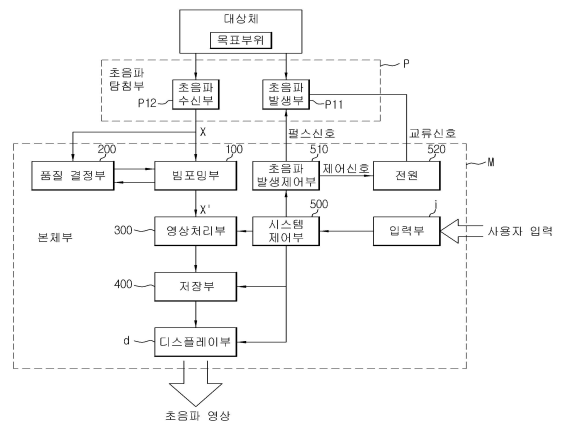 대상체
목표부위
P
초음파
탐침부
P12
초음파
수신부
초음파
발생부
P11
X
펄스신호
교류신호
200
100
510
520
M
품질 결정부
빔포밍부
초음파
발생제어부
제어신호
전원
X'
500
i
300
영상처리부
시스템
제어부
입력부
사용자 입력
본체부
400
저장부
d
디스플레이부
초음파 영상